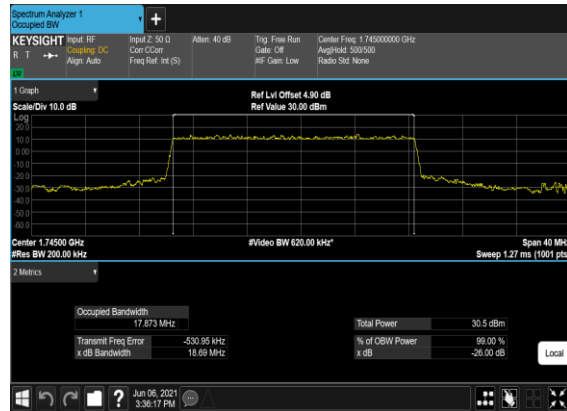 Spectrum Analyzer 1
Occupied BW
+
KEYSIGHT Input: RF Input Z: 50 Ω Atten: 40 dB Trig: Free Run Center Freq: 1.745000000 GHz
R T Coupling: DC Corr CCorr Gate: Off Avg|Hold: 500/500
Align: Auto Freq Ref: Int (S) #IF Gain: Low Radio Std: None
1 Graph
Ref Lvl Offset 4.90 dB
Scale/Div 10.0 dB Ref Value 30.00 dBm
Log
20.0
10.0
0.00
-10.0
-20.0
-30.0
-40.0
-50.0
-60.0
Center 1.74500 GHz #Video BW 620.00 kHz* Span 40 MHz
#Res BW 200.00 kHz Sweep 1.27 ms (1001 pts
2 Metrics
Occupied Bandwidth
17.873 MHz Total Power 30.5 dBm
Transmit Freq Error -530.95 kHz % of OBW Power 99.00 %
x dB Bandwidth 18.69 MHz x dB -26.00 dB
Local
? Jun 06, 2021
3:36:17 PM